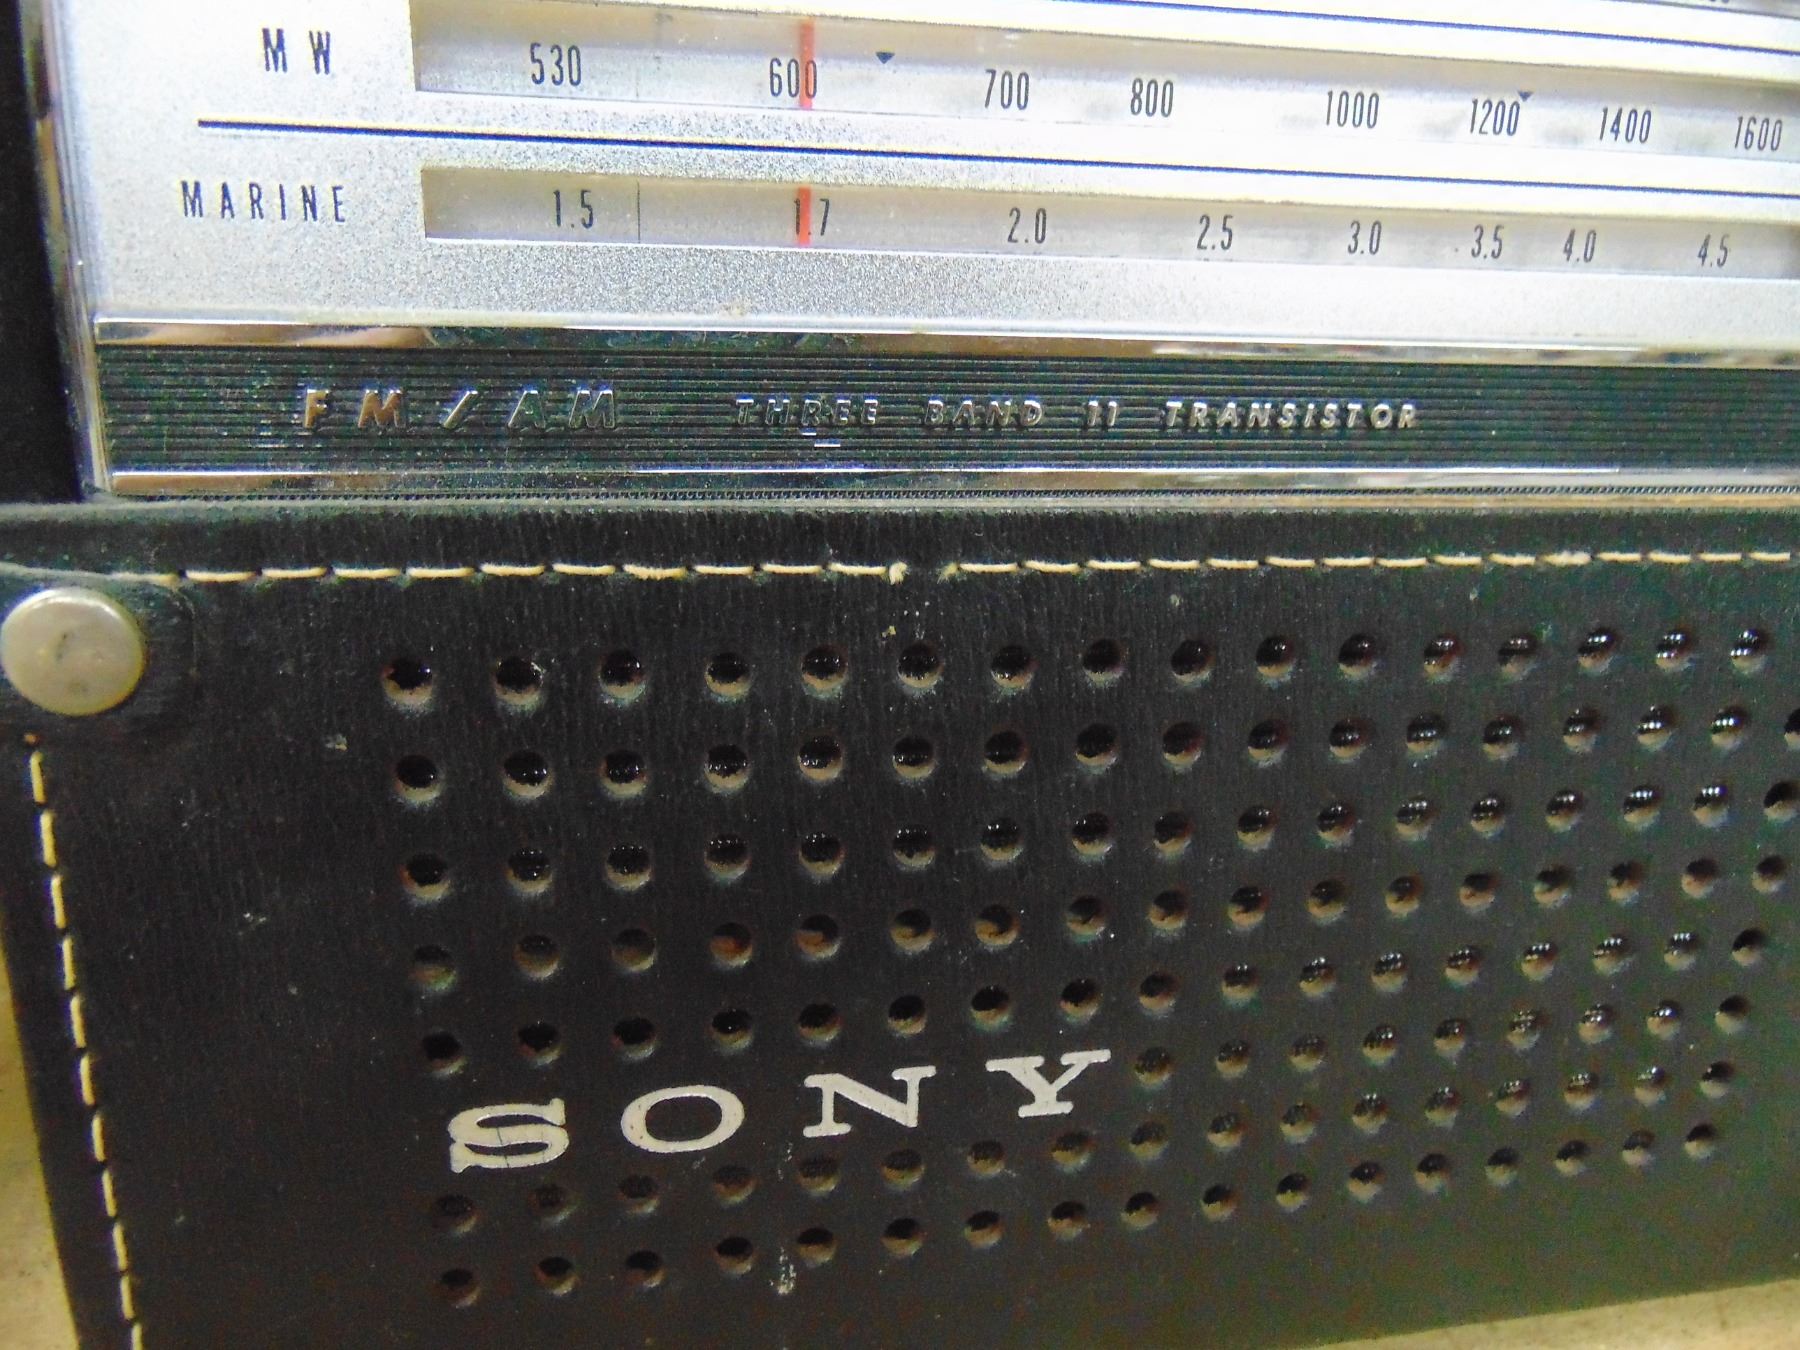 MW 530 600 700 800 1000 1200 1400 1600
MARINE 1.5 1.7 2.0 2.5 3.0 3.5 4.0 4.5
FM/AM THREE BAND 11 TRANSISTOR
SONY